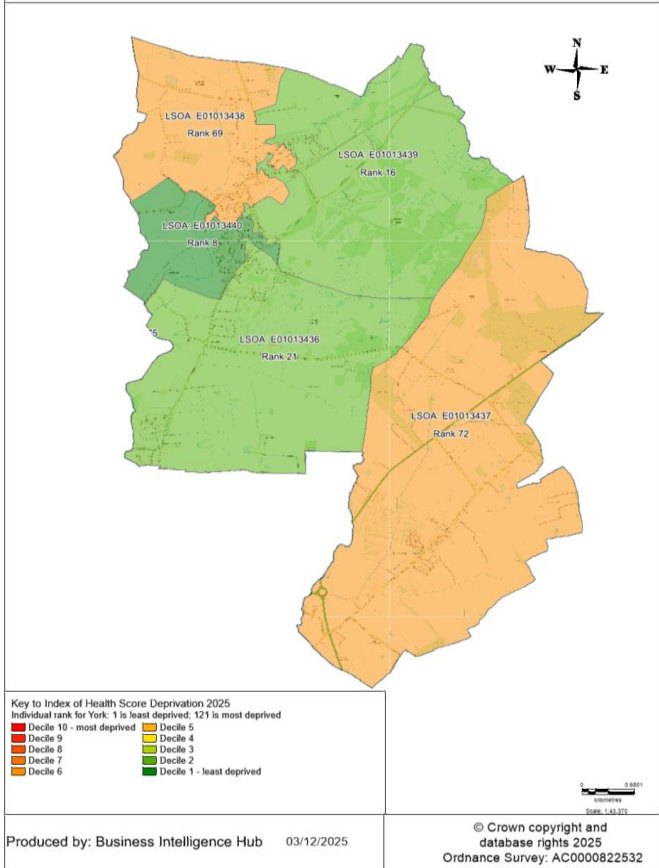 N
W E
S
LSOA: E01013438
Rank 69
LSOA: E01013439
Rank 16
LSOA: E01013440
Rank 8
LSOA: E01013436
Rank 21
LSOA: E01013437
Rank 72
Key to Index of Health Score Deprivation 2025
Individual rank for York: 1 is least deprived; 121 is most deprived
Decile 10 - most deprived
Decile 9
Decile 8
Decile 7
Decile 6
Decile 5
Decile 4
Decile 3
Decile 2
Decile 1 - least deprived
kilometres
Scale: 1:43,370
Produced by: Business Intelligence Hub 03/12/2025
© Crown copyright and
database rights 2025
Ordnance Survey: AC0000822532